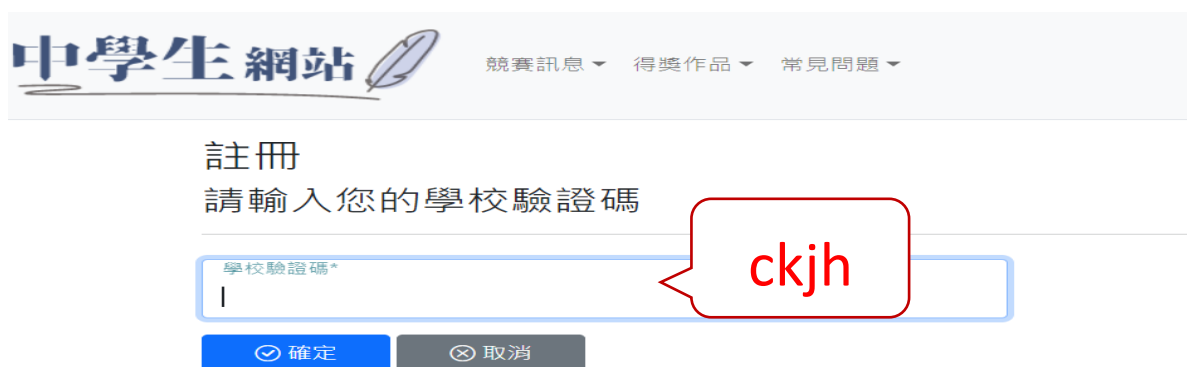 中學生網站 競賽訊息 得獎作品 常見問題
註冊
請輸入您的學校驗證碼
學校驗證碼*
ckjh
確定 取消